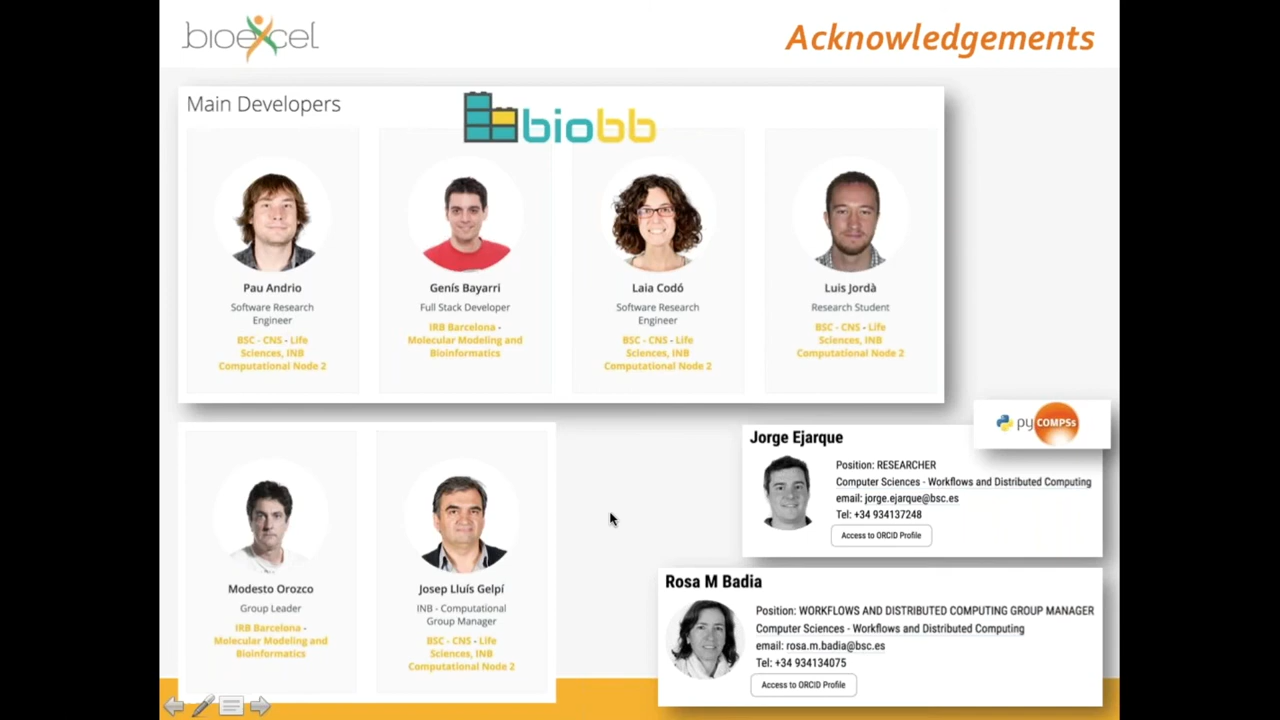 bioexcel
Acknowledgements
Main Developers
biobb
Pau Andrio
Software Research
Engineer
BSC - CNS - Life
Sciences, INB
Computational Node 2
Genís Bayarri
Full Stack Developer
IRB Barcelona -
Molecular Modeling and
Bioinformatics
Laia Codó
Software Research
Engineer
BSC - CNS - Life
Sciences, INB
Computational Node 2
Luis Jordà
Research Student
BSC - CNS - Life
Sciences, INB
Computational Node 2
Modesto Orozco
Group Leader
IRB Barcelona -
Molecular Modeling and
Bioinformatics
Josep Lluís Gelpí
INB - Computational
Group Manager
BSC - CNS - Life
Sciences, INB
Computational Node 2
py COMPSs
Jorge Ejarque
Position: RESEARCHER
Computer Sciences - Workflows and Distributed Computing
email: jorge.ejarque@bsc.es
Tel: +34 934137248
Access to ORCID Profile
Rosa M Badia
Position: WORKFLOWS AND DISTRIBUTED COMPUTING GROUP MANAGER
Computer Sciences - Workflows and Distributed Computing
email: rosa.m.badia@bsc.es
Tel: +34 934134075
Access to ORCID Profile